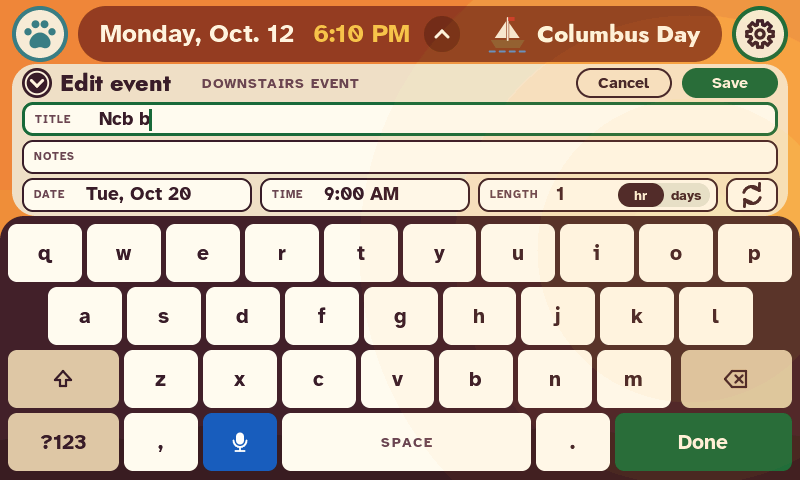 Monday, Oct. 12 6:10 PM Columbus Day
Edit event DOWNSTAIRS EVENT Cancel Save
TITLE Ncb b
NOTES
DATE Tue, Oct 20 TIME 9:00 AM LENGTH 1 hr days
q w e r t y u i o p
a s d f g h j k l
z x c v b n m
?123 , SPACE . Done